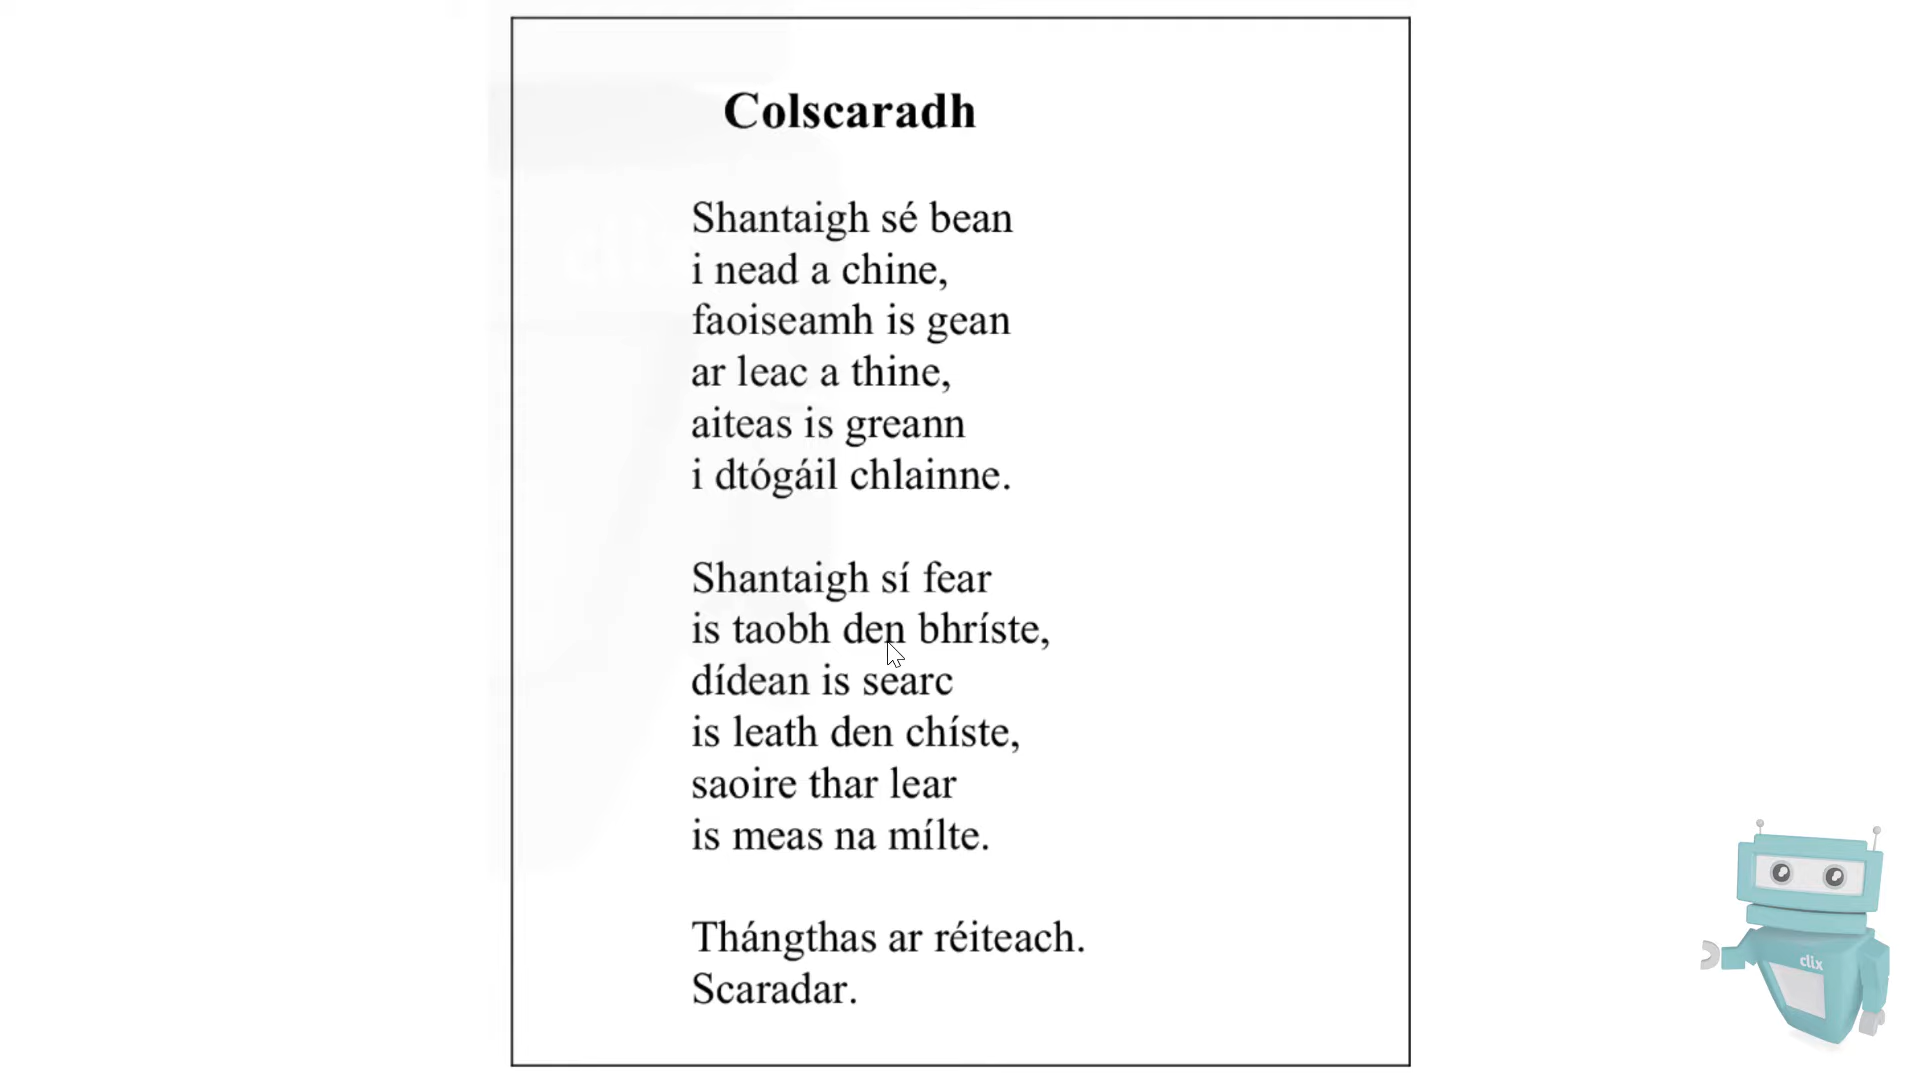 Colscaradh
Shantaigh sé bean
i nead a chine,
faoiseamh is gean
ar leac a thine,
aiteas is greann
i dtógáil chlainne.
Shantaigh sí fear
is taobh den bhríste,
dídean is searc
is leath den chíste,
saoire thar lear
is meas na mílte.
Thángthas ar réiteach.
Scaradar.
clix